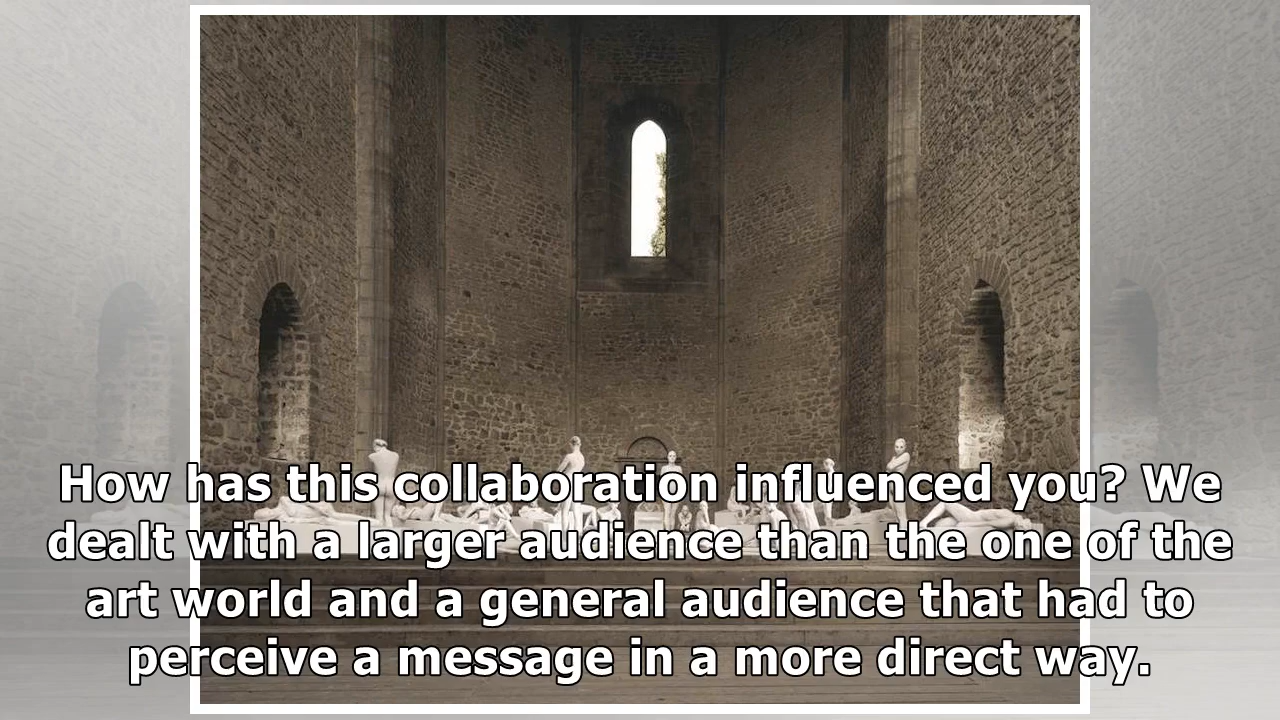 How has this collaboration influenced you? We
dealt with a larger audience than the one of the
art world and a general audience that had to
perceive a message in a more direct way.